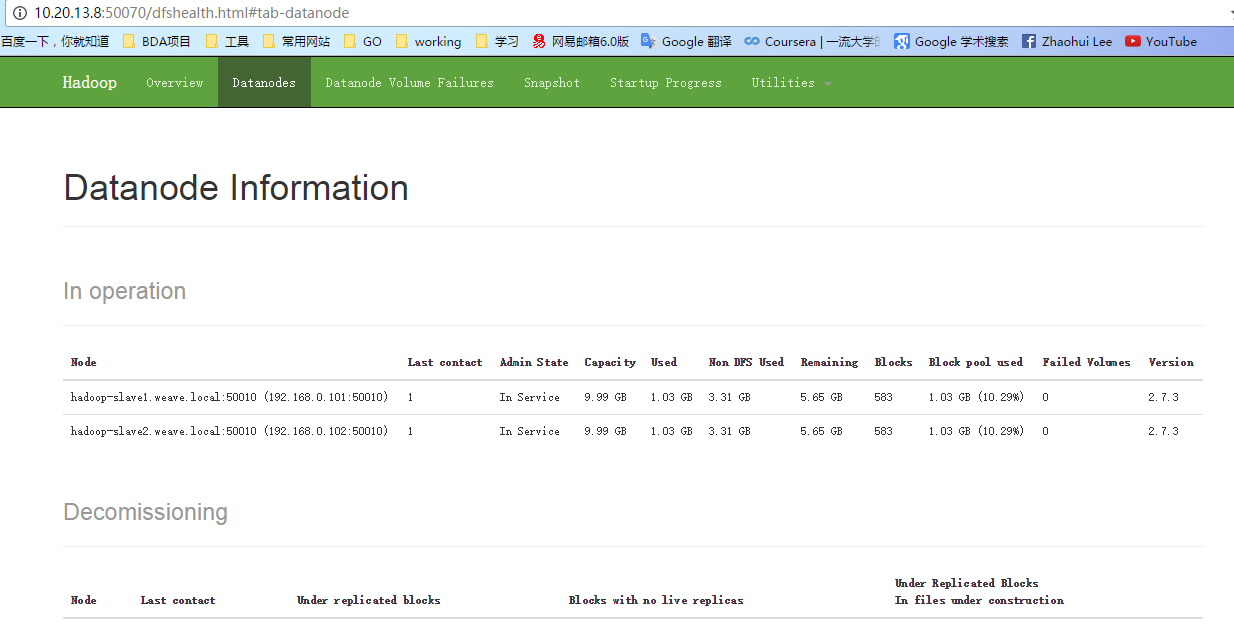 10.20.13.8:50070/dfshealth.html#tab-datanode
百度一下，你就知道 BDA项目 工具 常用网站 GO working 学习 网易邮箱6.0版 Google 翻译 Coursera | 一流大学 Google 学术搜索 Zhaohui Lee YouTube
Hadoop Overview Datanodes Datanode Volume Failures Snapshot Startup Progress Utilities
Datanode Information
In operation
Node Last contact Admin State Capacity Used Non DFS Used Remaining Blocks Block pool used Failed Volumes Version
hadoop-slave1.weave.local:50010 (192.168.0.101:50010) 1 In Service 9.99 GB 1.03 GB 3.31 GB 5.65 GB 583 1.03 GB (10.29%) 0 2.7.3
hadoop-slave2.weave.local:50010 (192.168.0.102:50010) 1 In Service 9.99 GB 1.03 GB 3.31 GB 5.65 GB 583 1.03 GB (10.29%) 0 2.7.3
Decomissioning
Node Last contact Under replicated blocks Blocks with no live replicas Under Replicated Blocks
In files under construction